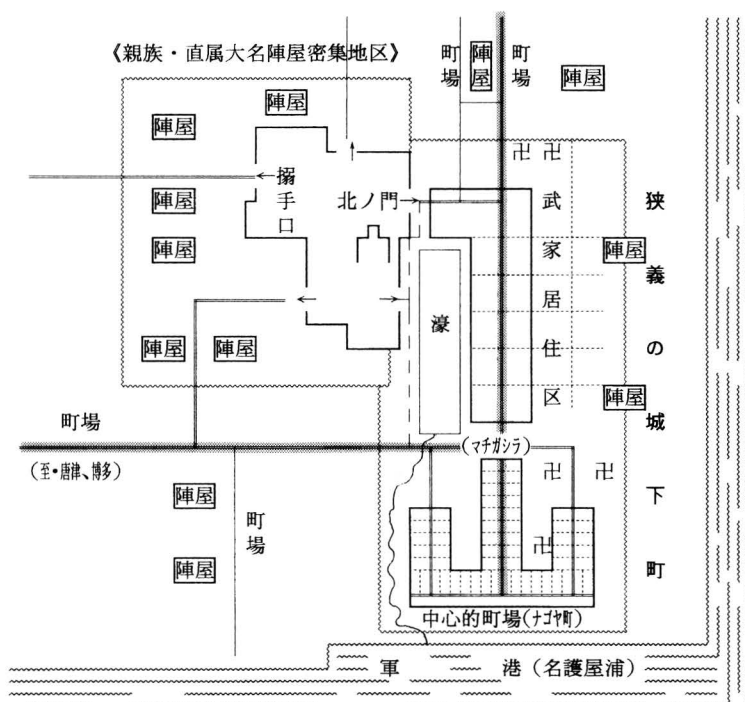 《親族・直属大名陣屋密集地区》
町場
陣屋
町場
陣屋
陣屋
陣屋
卍 卍
搦手口
北ノ門
陣屋
武家居住区
狭義の城下町
陣屋
陣屋
濠
陣屋
陣屋
陣屋
町場
(マチガシラ)
(至・唐津、博多)
卍 卍
陣屋
町場
卍
陣屋
中心的町場(ナゴヤ町)
軍港(名護屋浦)